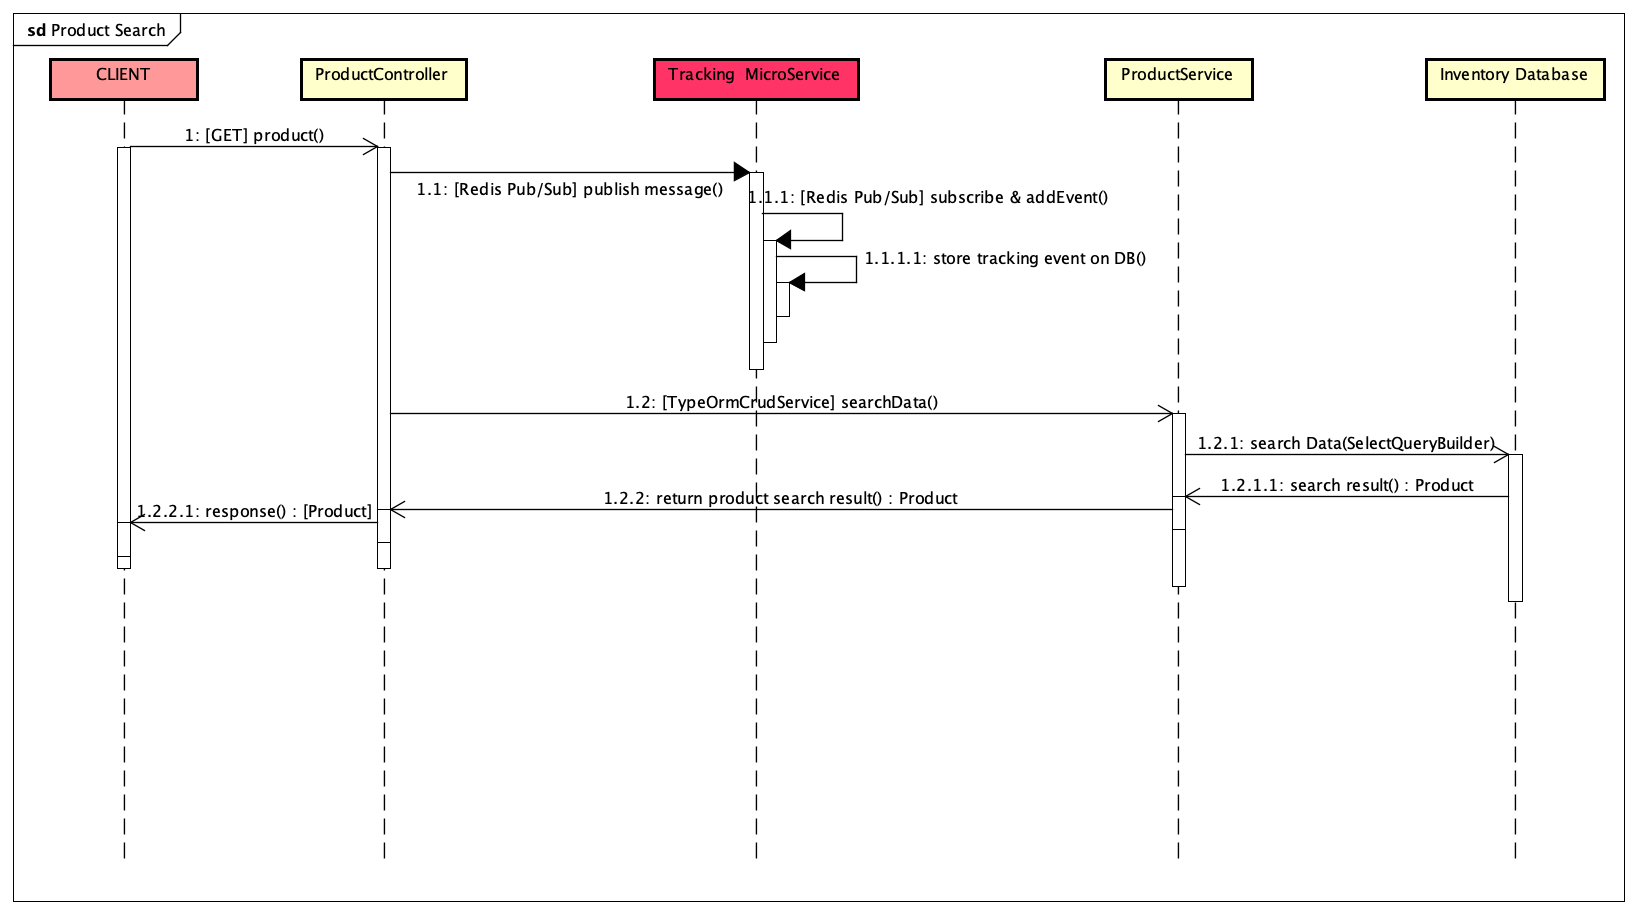 sd Product Search
CLIENT
ProductController
Tracking  MicroService
ProductService
Inventory Database
1: [GET] product()
1.1: [Redis Pub/Sub] publish message()
1.1.1: [Redis Pub/Sub] subscribe & addEvent()
1.1.1.1: store tracking event on DB()
1.2: [TypeOrmCrudService] searchData()
1.2.1: search Data(SelectQueryBuilder)
1.2.1.1: search result() : Product
1.2.2: return product search result() : Product
1.2.2.1: response() : [Product]